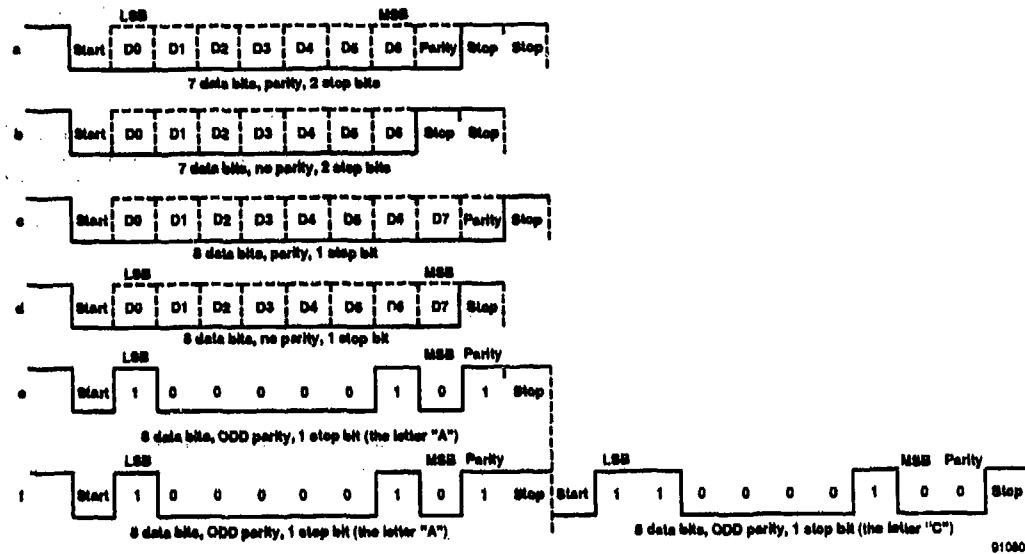 LSB MSB
a Start D0 D1 D2 D3 D4 D5 D6 Parity Stop Stop
7 data bits, parity, 2 stop bits
b Start D0 D1 D2 D3 D4 D5 D6 Stop Stop
7 data bits, no parity, 2 stop bits
c Start D0 D1 D2 D3 D4 D5 D6 D7 Parity Stop
8 data bits, parity, 1 stop bit
LSB MSB
d Start D0 D1 D2 D3 D4 D5 D6 D7 Stop
8 data bits, no parity, 1 stop bit
LSB MSB Parity
e Start 1 0 0 0 0 0 1 0 1 Stop
8 data bits, ODD parity, 1 stop bit (the letter "A")
LSB MSB Parity LSB MSB Parity
f Start 1 0 0 0 0 0 1 0 1 Stop Start 1 1 0 0 0 0 1 0 0 Stop
8 data bits, ODD parity, 1 stop bit (the letter "A") 8 data bits, ODD parity, 1 stop bit (the letter "C")
91080